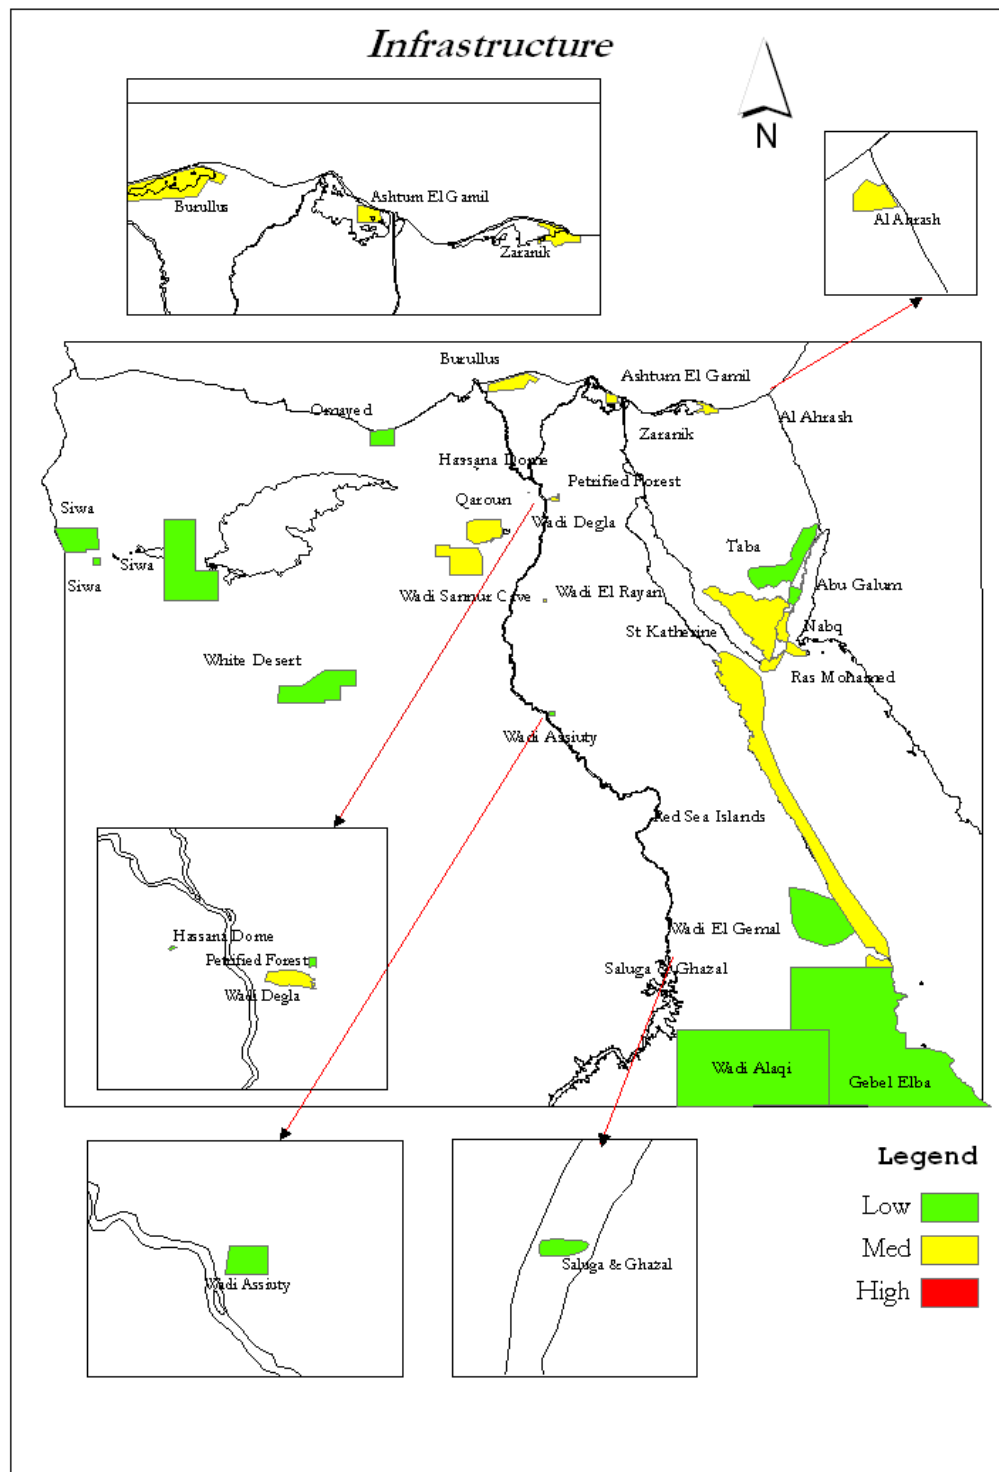 Infrastructure
N
Burullus
Ashtum El Gamil
Zaranik
Al Ahrash
Burullus
Ashtum El Gamil
Omayed
Al Ahrash
Zaranik
Hassana Dome
Petrified Forest
Qaroun
Siwa
Wadi Degla
Taba
Siwa
Siwa
Abu Galum
Wadi Sannur Cave
Wadi El Rayan
St Katherine
Nabq
White Desert
Ras Mohamed
Wadi Assiuty
Red Sea Islands
Wadi El Gemal
Hassana Dome
Petrified Forest
Wadi Degla
Saluga & Ghazal
Wadi Alaqi
Gebel Elba
Wadi Assiuty
Saluga & Ghazal
Legend
Low
Med
High